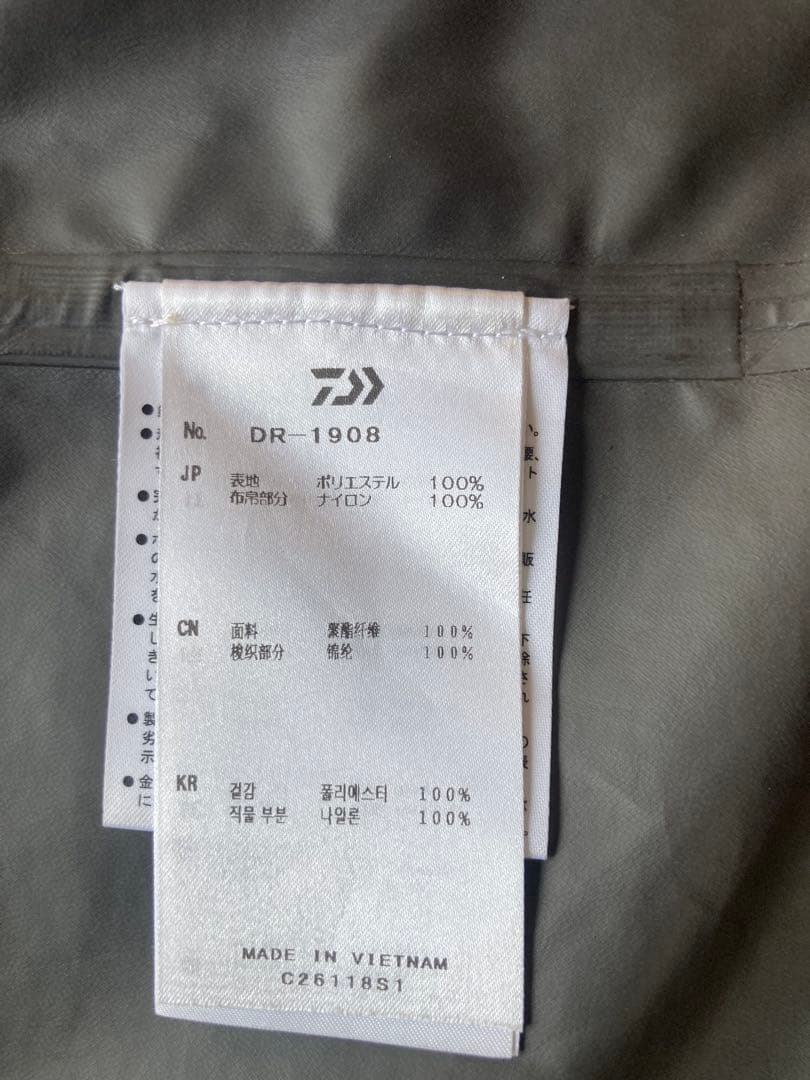 No. DR-1908
JP 表地 ポリエステル 100%
布帛部分 ナイロン 100%
CN 面料 聚酯纤维 100%
梭织部分 锦纶 100%
KR 겉감 폴리에스터 100%
직물 부분 나일론 100%
MADE IN VIETNAM
C26118S1